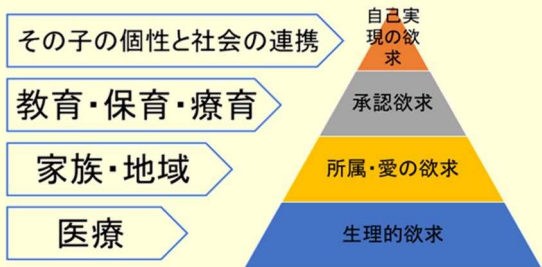 その子の個性と社会の連携
自己実
現の欲
求
教育・保育・療育
承認欲求
家族・地域
所属・愛の欲求
医療
生理的欲求